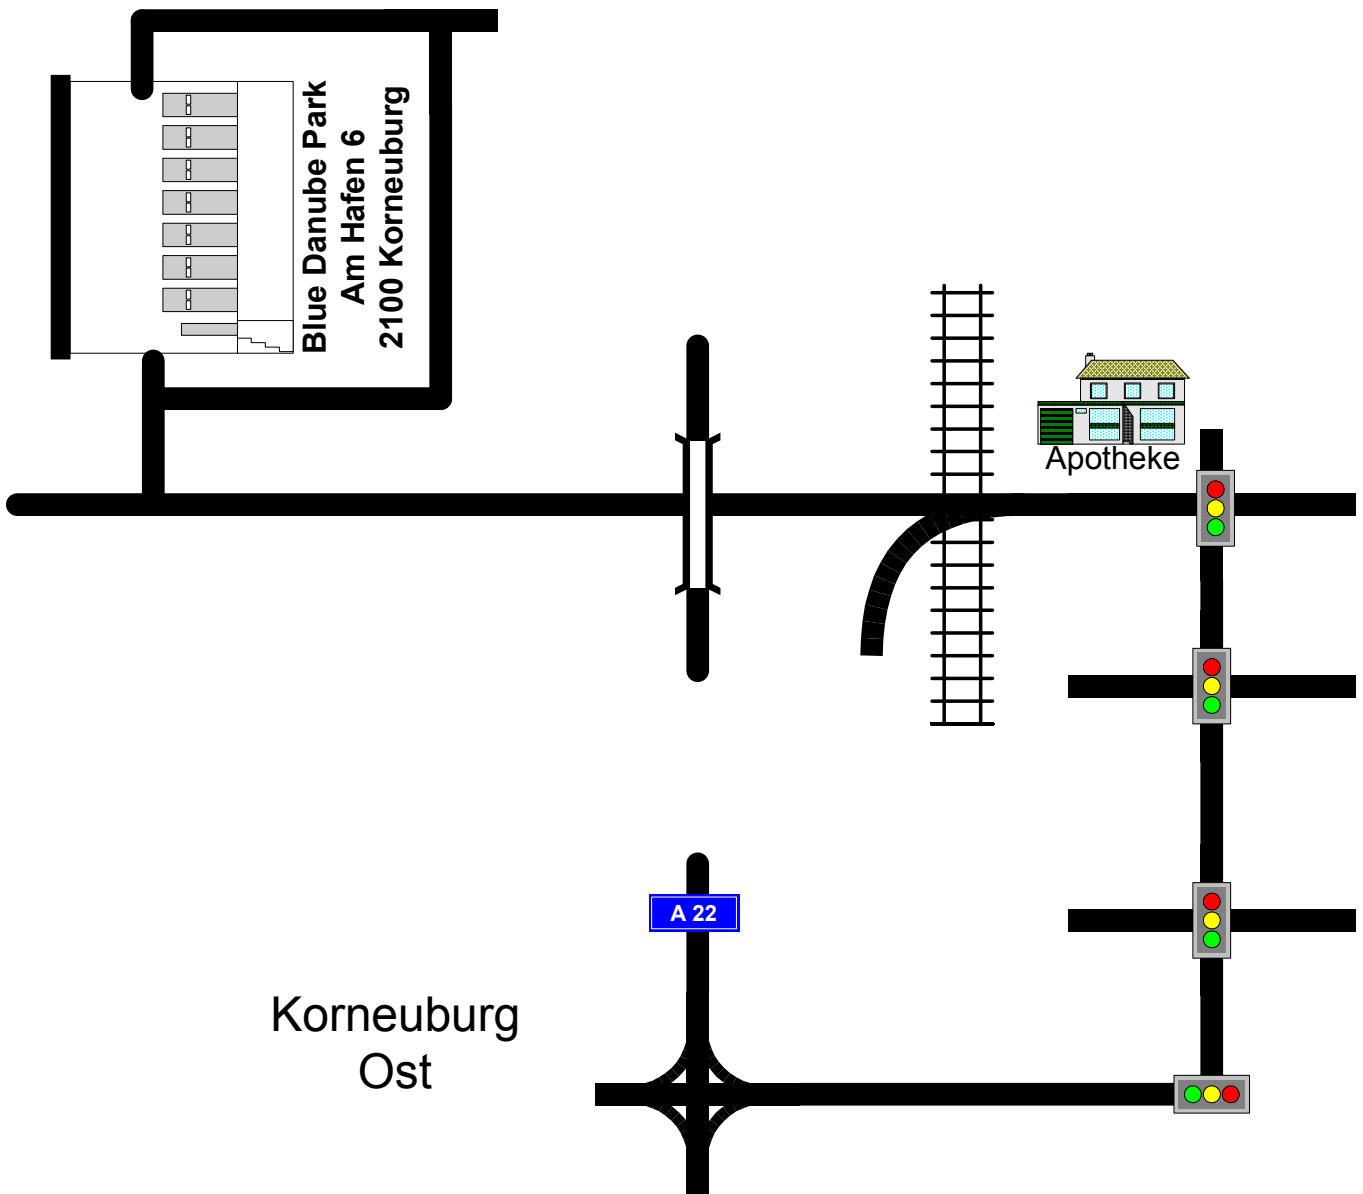 Blue Danube Park
Am Hafen 6
2100 Korneuburg
Apotheke
A 22
Korneuburg
Ost